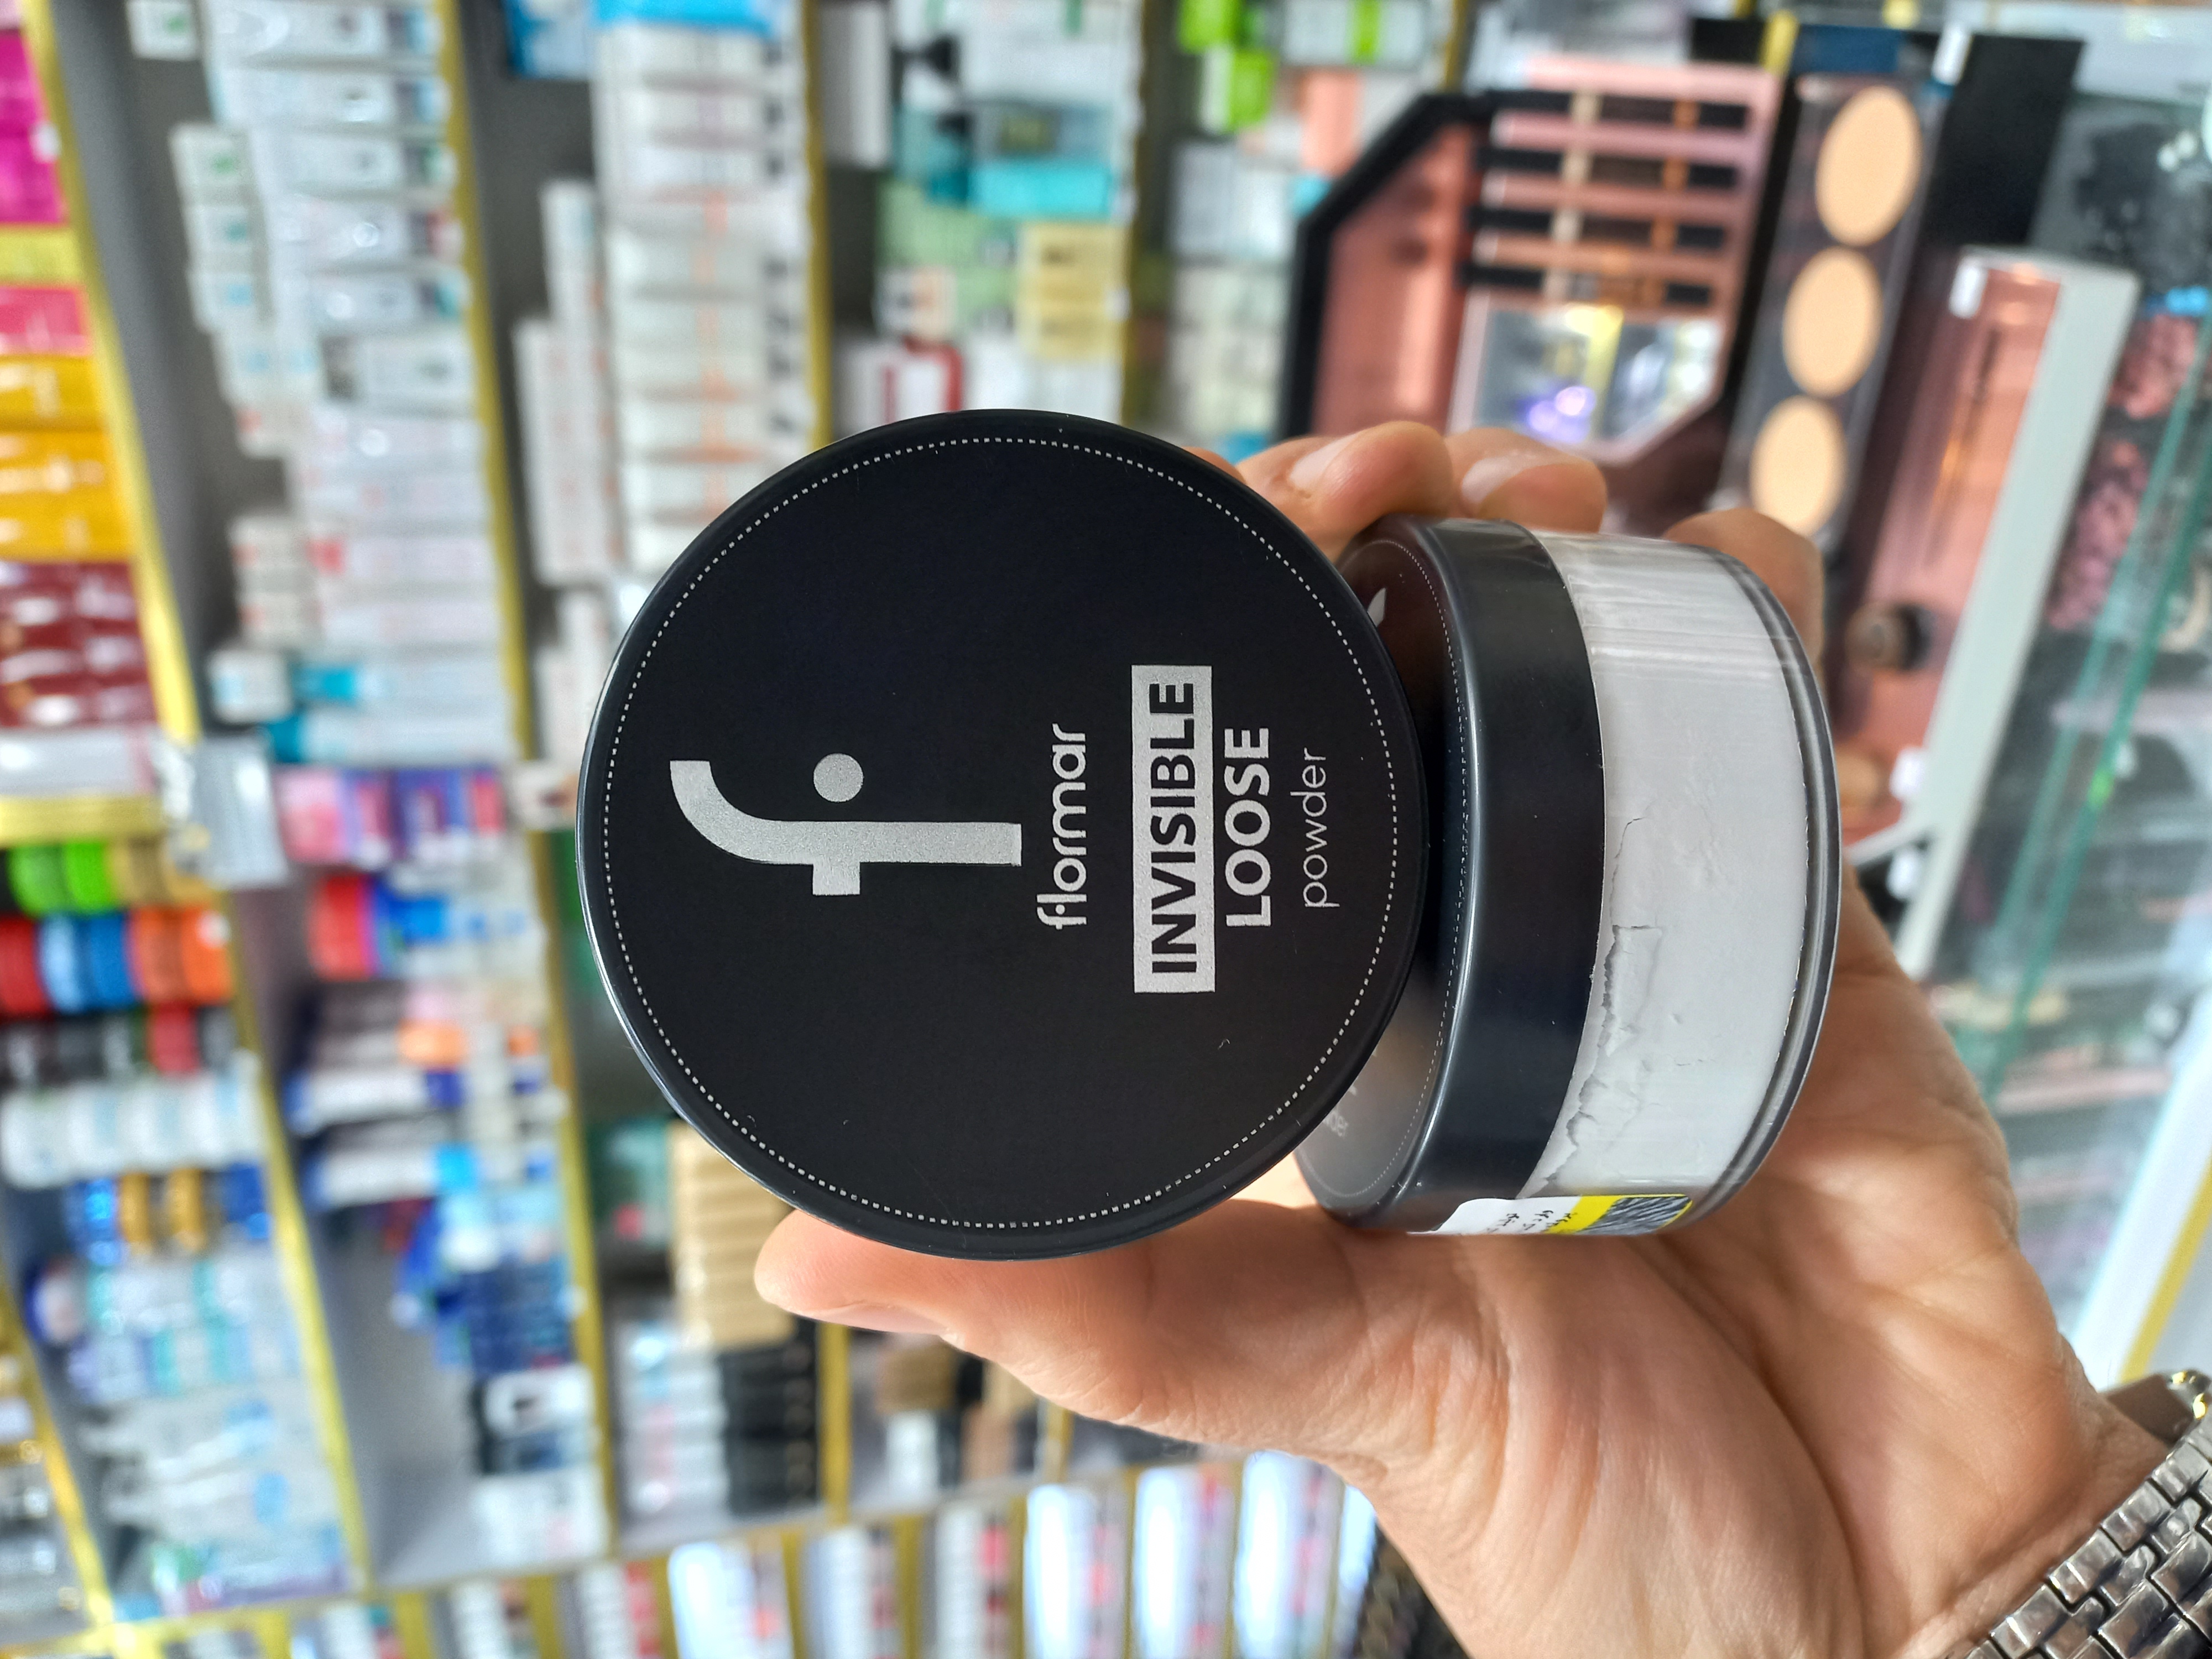 f
flormar
INVISIBLE
LOOSE
powder